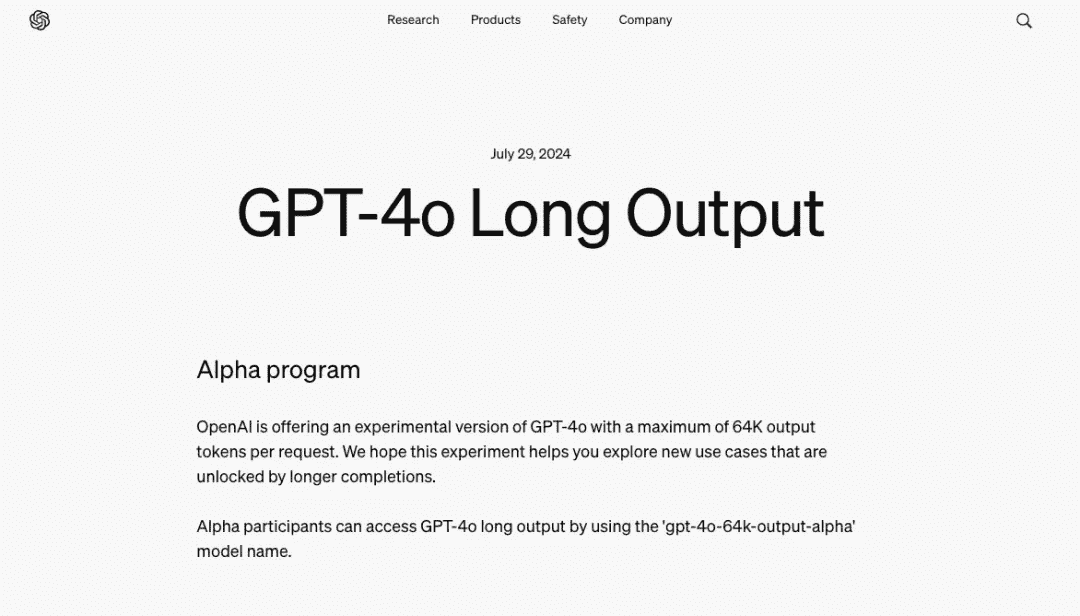 Research Products Safety Company
July 29, 2024
GPT-4o Long Output
Alpha program
OpenAI is offering an experimental version of GPT-4o with a maximum of 64K output
tokens per request. We hope this experiment helps you explore new use cases that are
unlocked by longer completions.
Alpha participants can access GPT-4o long output by using the 'gpt-4o-64k-output-alpha'
model name.